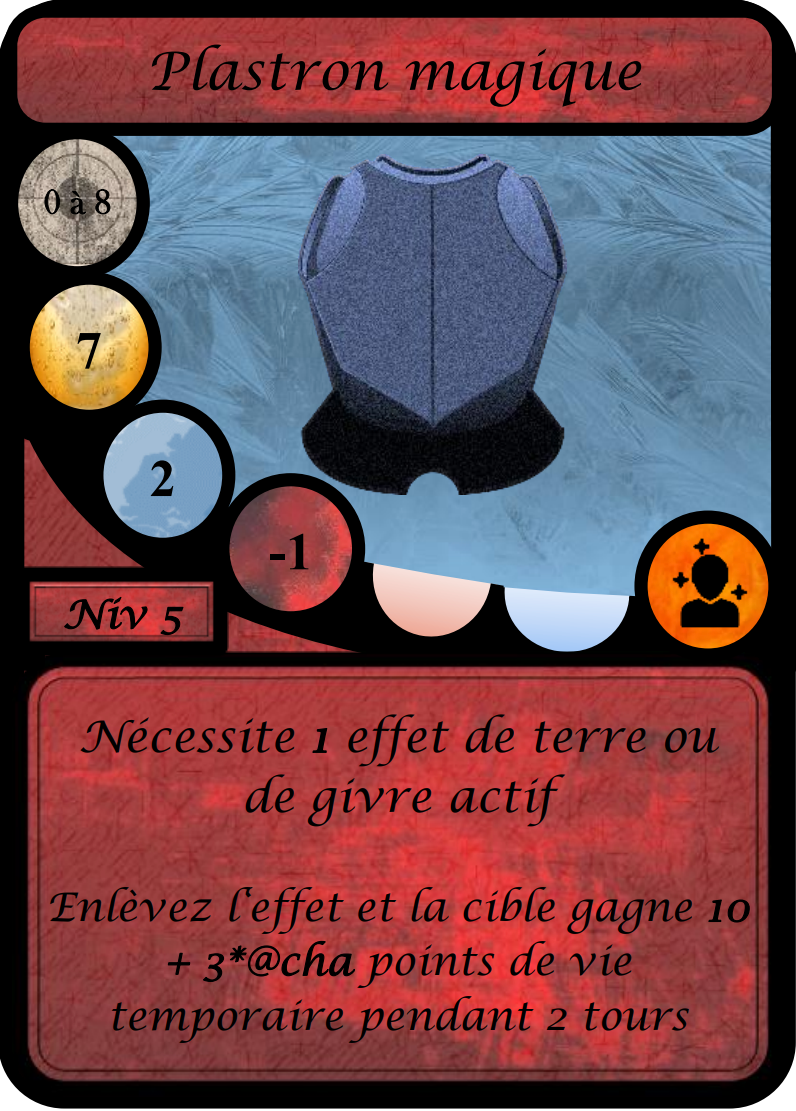 Plastron magique
0 à 8
7
2
-1
Niv 5
Nécessite 1 effet de terre ou
de givre actif
Enlèvez l'effet et la cible gagne 10
+ 3*@cha points de vie
temporaire pendant 2 tours